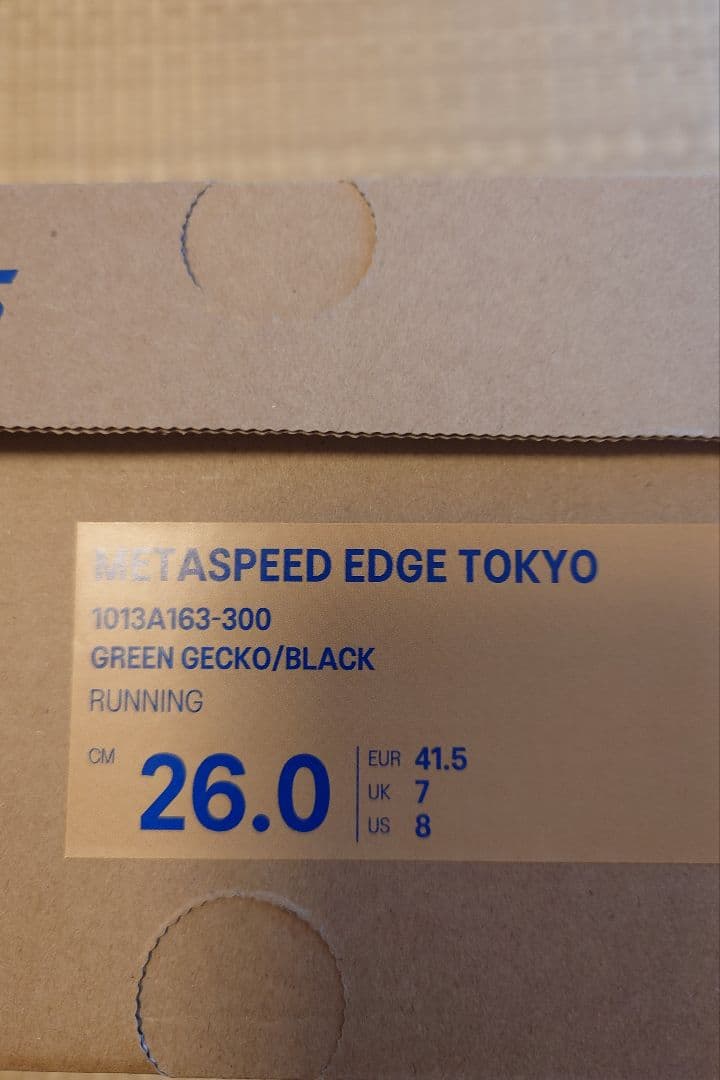 METASPEED EDGE TOKYO
1013A163-300
GREEN GECKO/BLACK
RUNNING
CM 26.0
EUR 41.5
UK 7
US 8